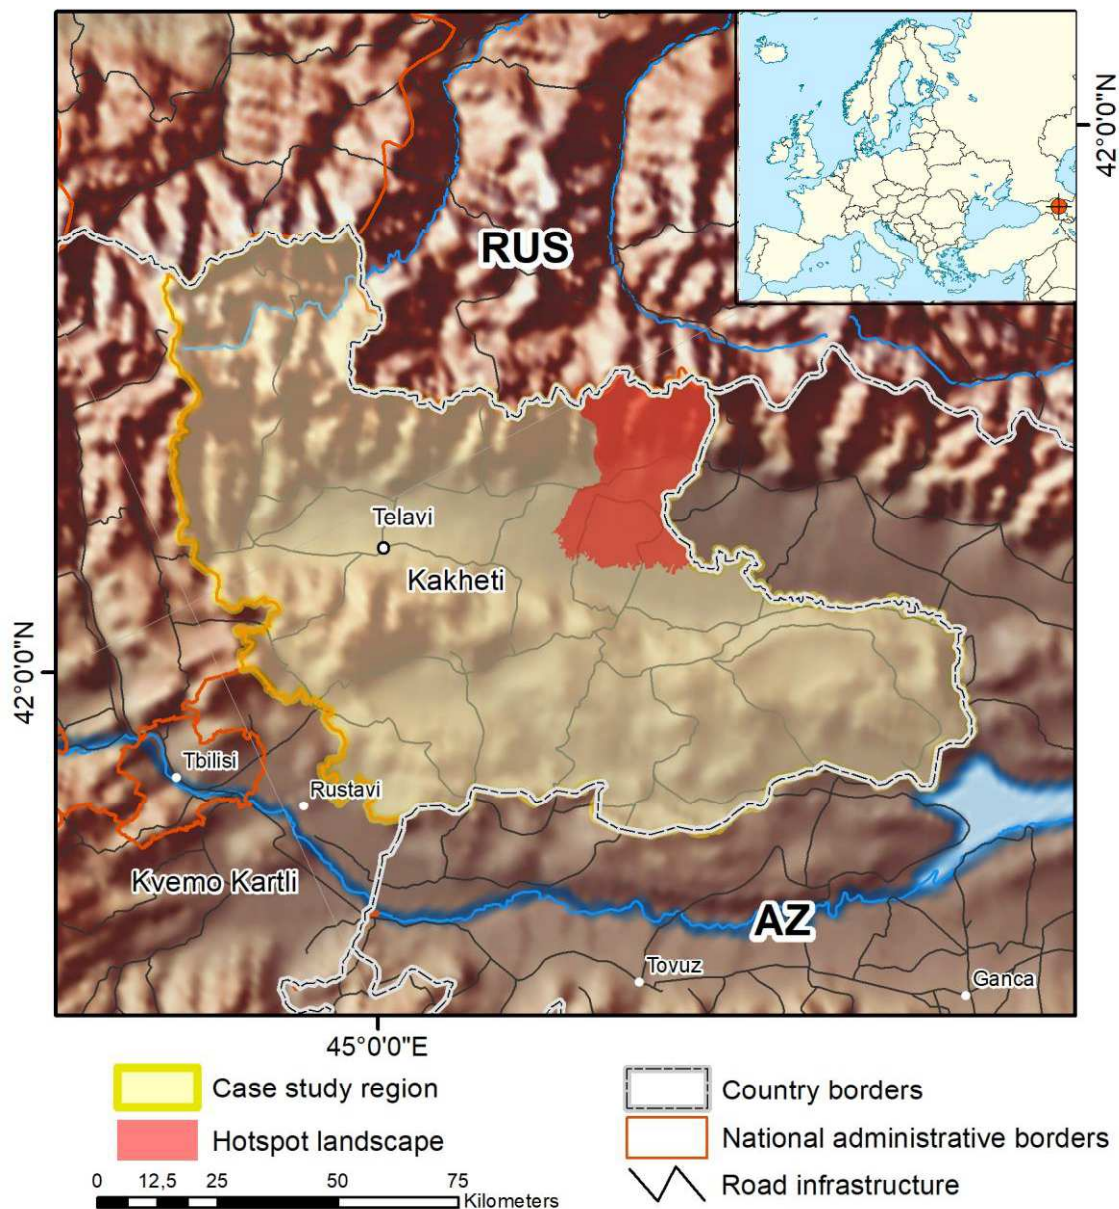 42°0'0"N
RUS
Telavi
Kakheti
42°0'0"N
Tbilisi
Rustavi
Kvemo Kartli
AZ
Tovuz
Ganca
45°0'0"E
Case study region
Country borders
Hotspot landscape
National administrative borders
Road infrastructure
0 12,5 25 50 75
Kilometers